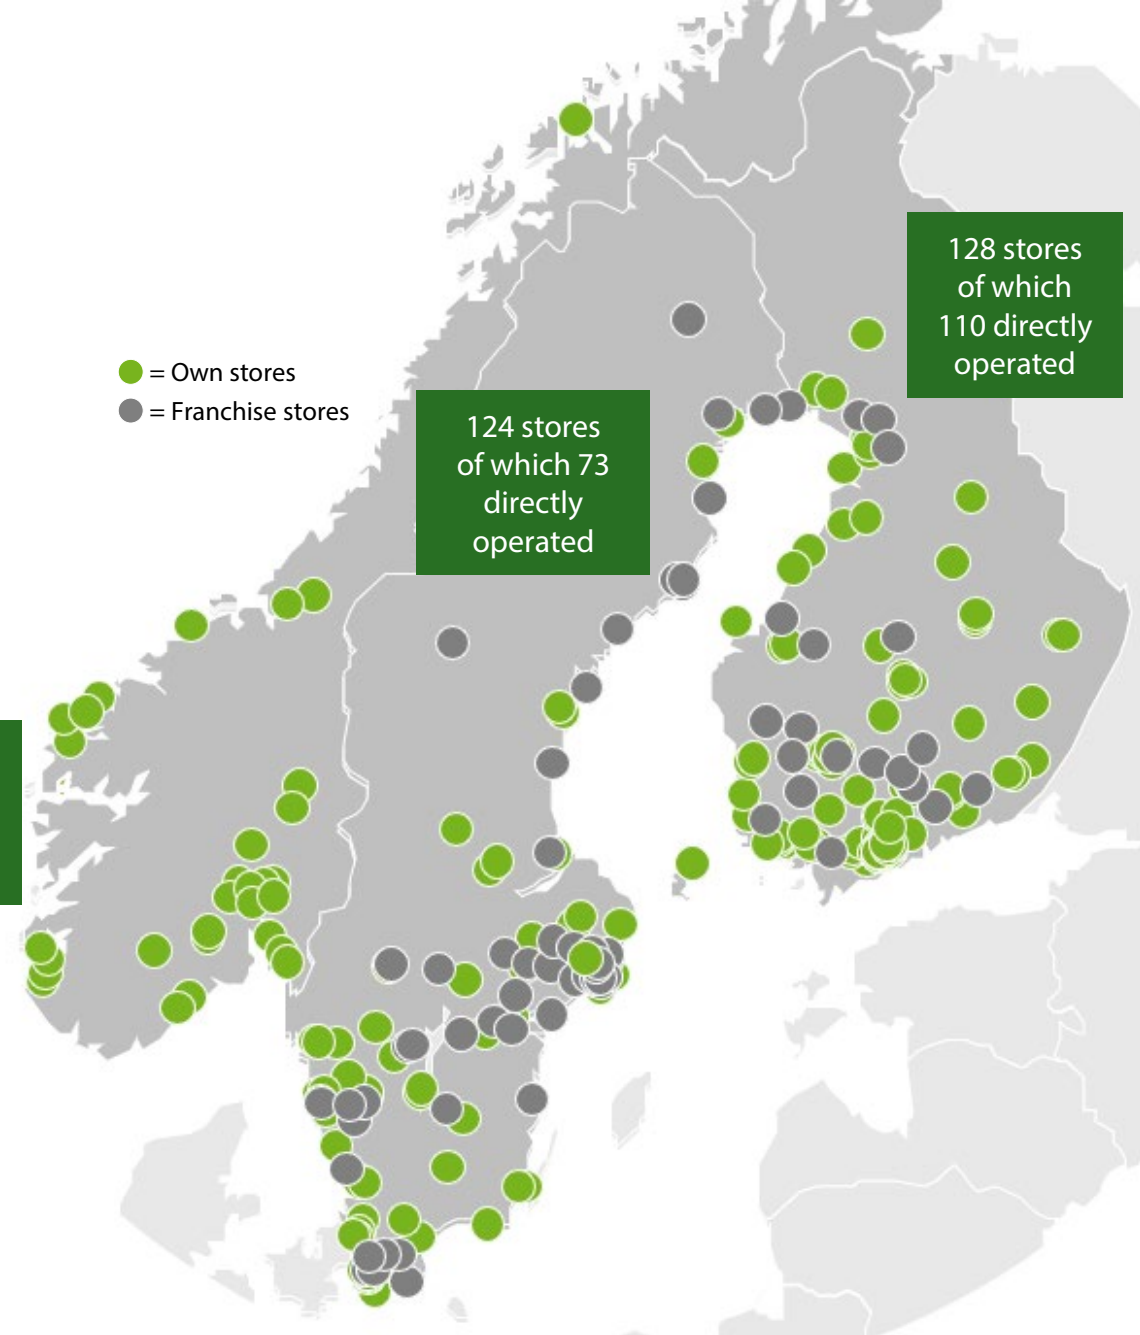 128 stores
of which
110 directly
operated
= Own stores
= Franchise stores
124 stores
of which 73
directly
operated